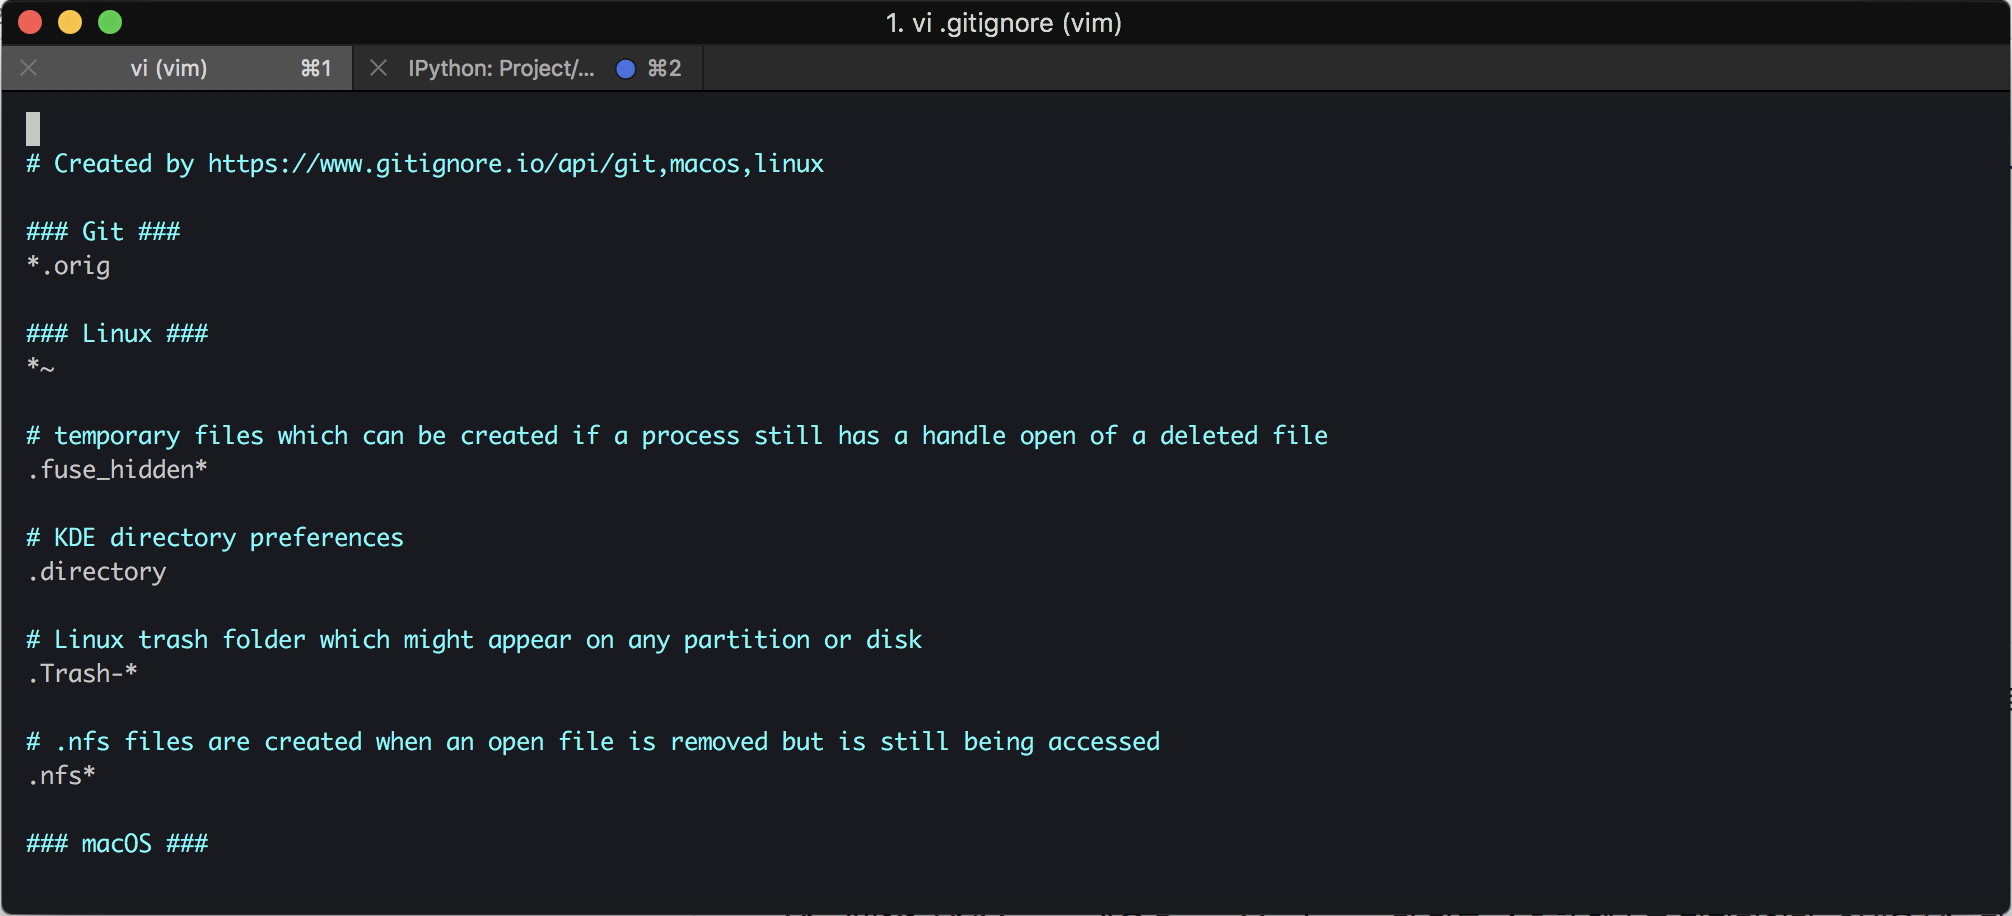 1. vi .gitignore (vim)
vi (vim) ⌘1 IPython: Project/... ⌘2
# Created by https://www.gitignore.io/api/git,macos,linux
### Git ###
*.orig
### Linux ###
*~
# temporary files which can be created if a process still has a handle open of a deleted file
.fuse_hidden*
# KDE directory preferences
.directory
# Linux trash folder which might appear on any partition or disk
.Trash-*
# .nfs files are created when an open file is removed but is still being accessed
.nfs*
### macOS ###